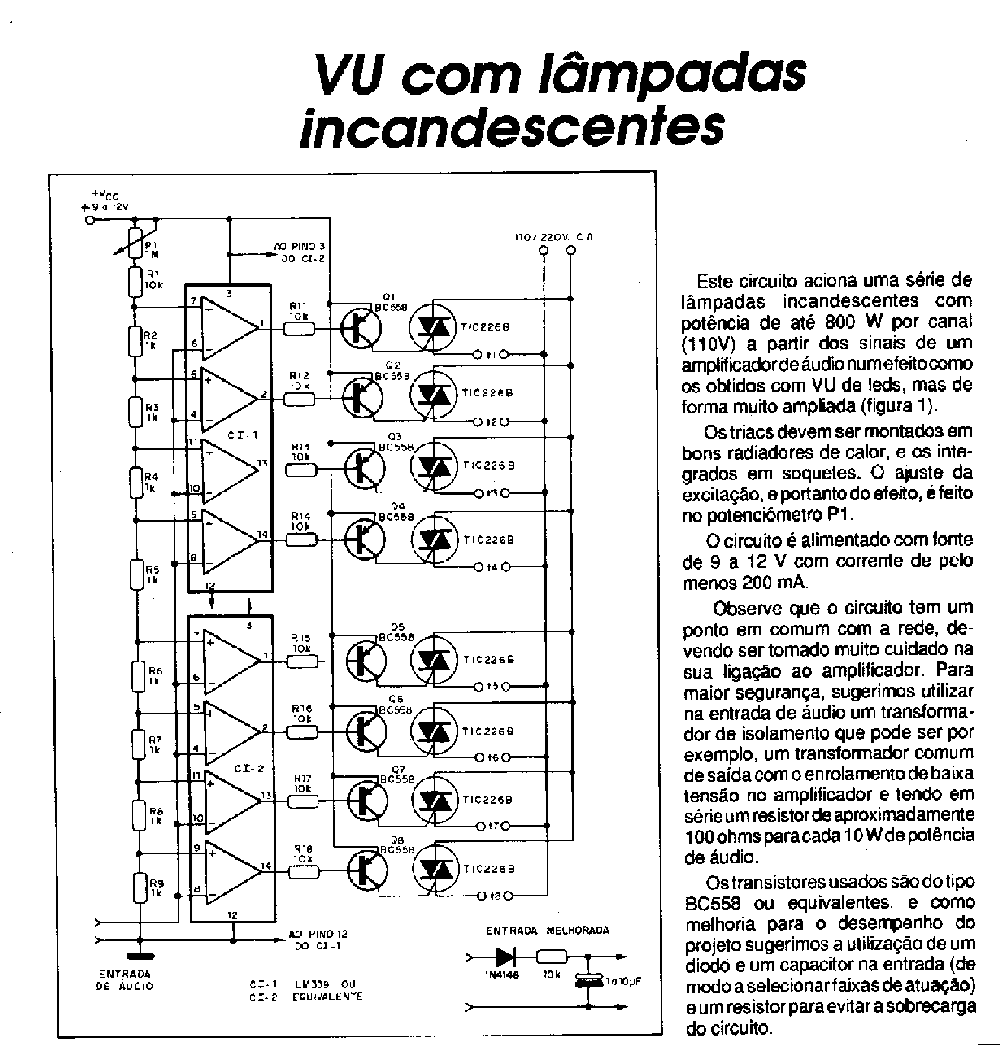 VU com lâmpadas
incandescentes
+VCC
+9 a 12V
P1
1M
R1
10k
R2
1k
R3
1k
R4
1k
R5
1k
R6
1k
R7
1k
R8
1k
R9
1k
AO PINO 3
DO CI-2
3
7
6
1
5
4
2
CI-1
11
10
13
9
8
14
12
3
7
6
1
5
4
2
CI-2
11
10
13
9
8
14
12
R11
10k
R12
10k
R13
10k
R14
10k
R15
10k
R16
10k
R17
10k
R18
10k
Q1
BC558
Q2
BC558
Q3
BC558
Q4
BC558
Q5
BC558
Q6
BC558
Q7
BC558
Q8
BC558
110/220V. C.A
TIC226B
TIC226B
TIC226B
TIC226B
TIC226B
TIC226B
TIC226B
TIC226B
AO PINO 12
DO CI-1
ENTRADA
DE ÁUDIO
CI-1 LM339 OU
CI-2 EQUIVALENTE
ENTRADA MELHORADA
1N4148
10k
1a10µF
Este circuito aciona uma série de
lâmpadas incandescentes com
potência de até 800 W por canal
(110V) a partir dos sinais de um
amplificador de áudio num efeito como
os obtidos com VU de leds, mas de
forma muito ampliada (figura 1).
Os triacs devem ser montados em
bons radiadores de calor, e os inte-
grados em soquetes. O ajuste da
excitação, e portanto do efeito, é feito
no potenciômetro P1.
O circuito é alimentado com fonte
de 9 a 12 V com corrente de pelo
menos 200 mA.
Observe que o circuito tem um
ponto em comum com a rede, de-
vendo ser tomado muito cuidado na
sua ligação ao amplificador. Para
maior segurança, sugerimos utilizar
na entrada de áudio um transforma-
dor de isolamento que pode ser por
exemplo, um transformador comum
de saída com o enrolamento de baixa
tensão no amplificador e tendo em
série um resistor de aproximadamente
100 ohms para cada 10 W de potência
de áudio.
Os transistores usados são do tipo
BC558 ou equivalentes, e como
melhoria para o desempenho do
projeto sugerimos a utilização de um
diodo e um capacitor na entrada (de
modo a selecionar faixas de atuação)
e um resistor para evitar a sobrecarga
do circuito.